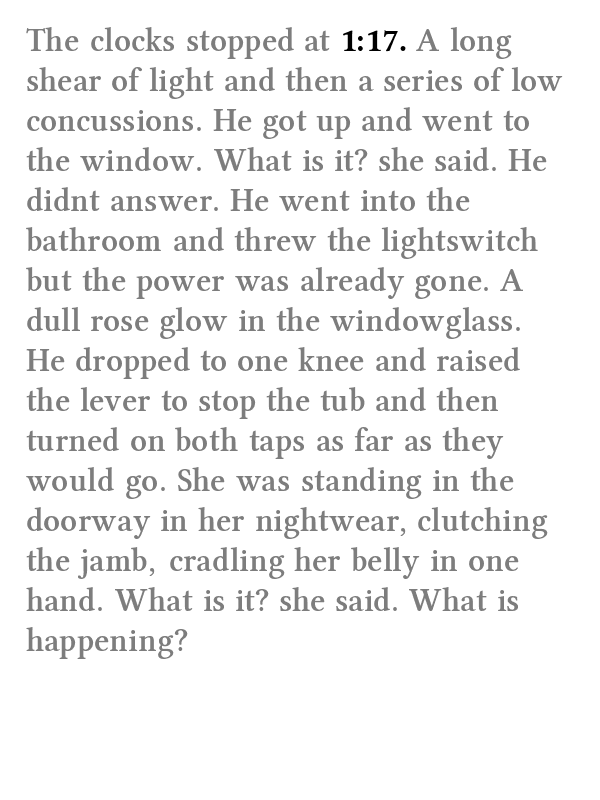 The clocks stopped at 1:17. A long
shear of light and then a series of low
concussions. He got up and went to
the window. What is it? she said. He
didnt answer. He went into the
bathroom and threw the lightswitch
but the power was already gone. A
dull rose glow in the windowglass.
He dropped to one knee and raised
the lever to stop the tub and then
turned on both taps as far as they
would go. She was standing in the
doorway in her nightwear, clutching
the jamb, cradling her belly in one
hand. What is it? she said. What is
happening?